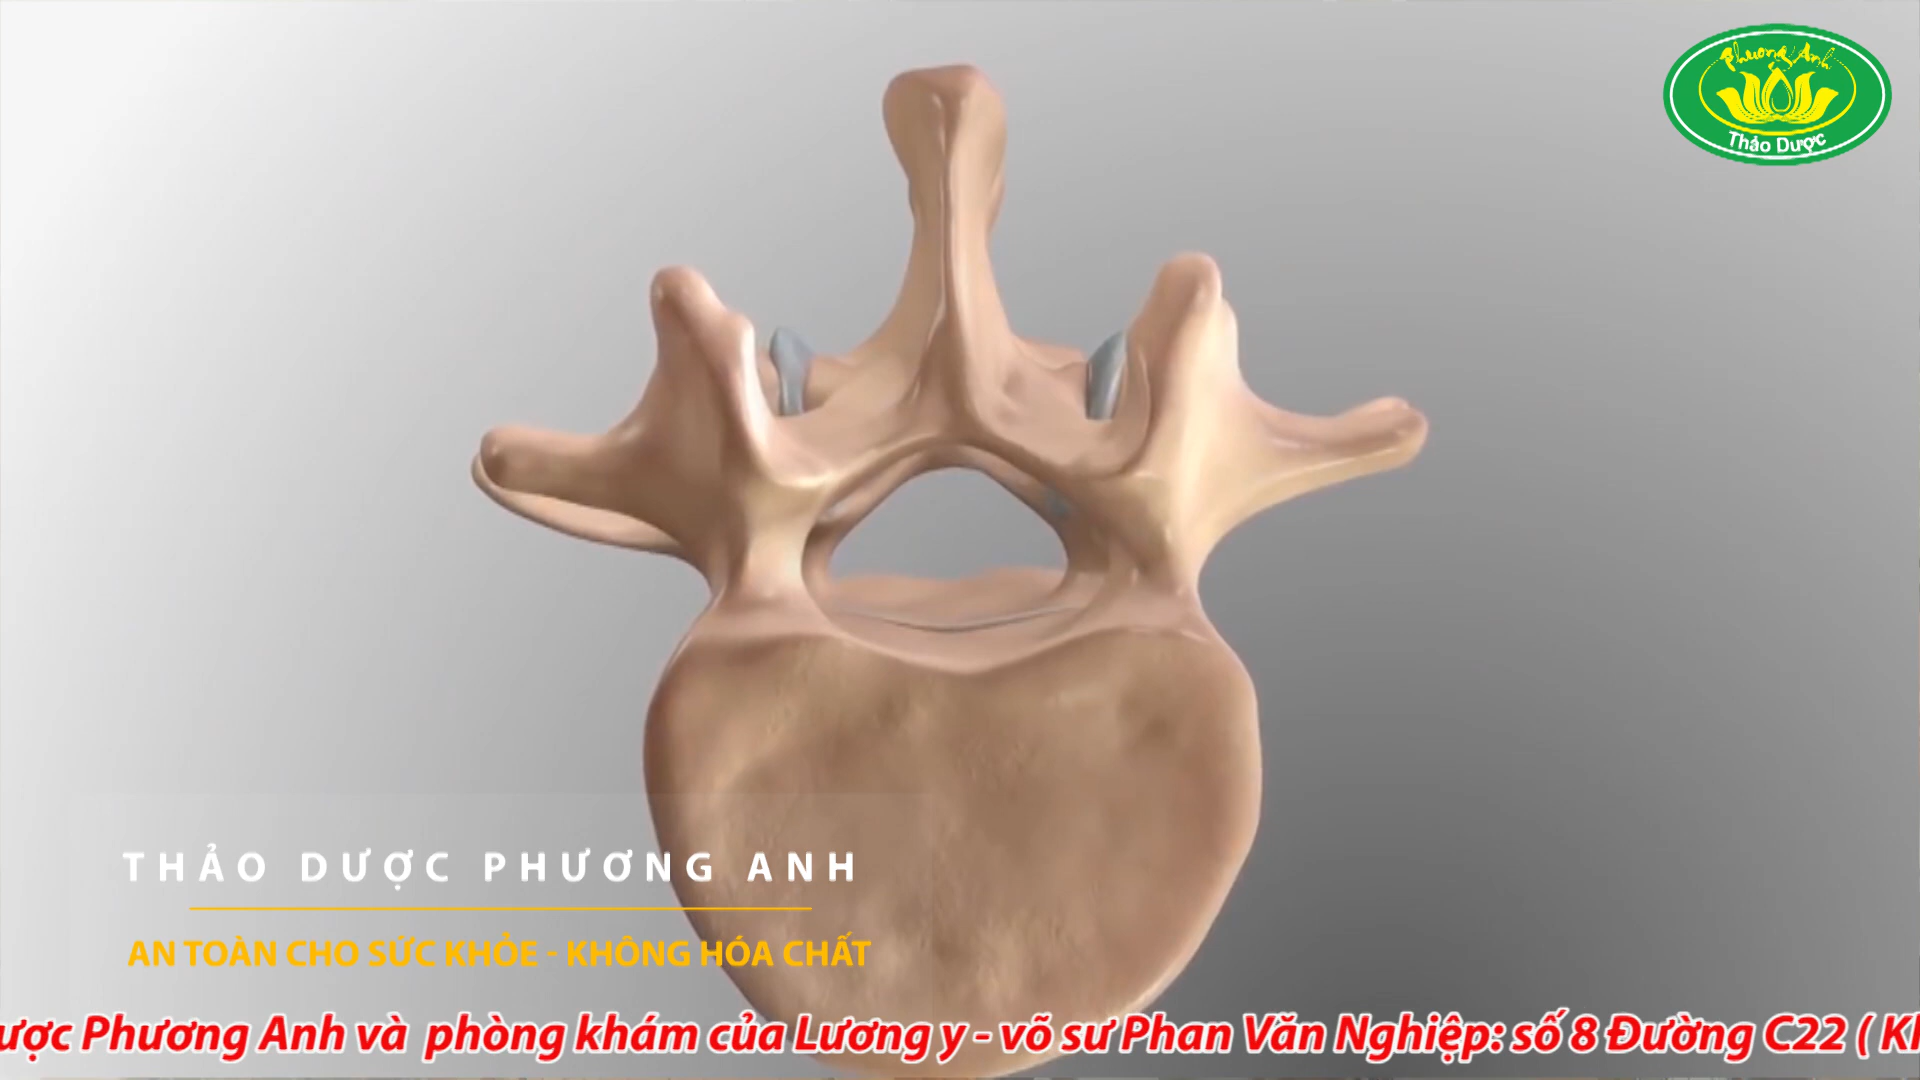 Phương Anh
Thảo Dược
THẢO DƯỢC PHƯƠNG ANH
AN TOÀN CHO SỨC KHỎE - KHÔNG HÓA CHẤT
ược Phương Anh và phòng khám của Lương y - võ sư Phan Văn Nghiệp: số 8 Đường C22 ( Kh